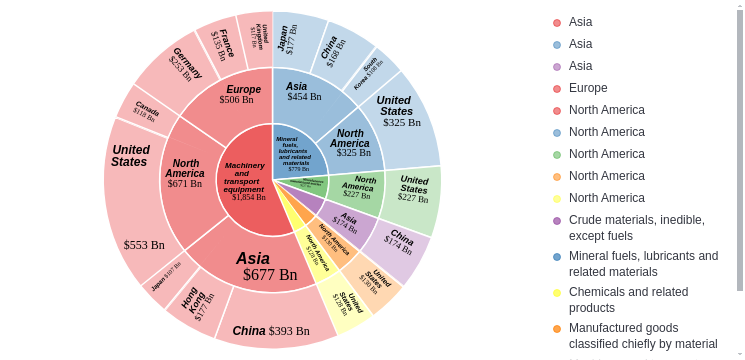 Machinery
and
transport
equipment
$1,854 Bn
Mineral
fuels,
lubricants
and related
materials
$779 Bn
Europe
$506 Bn
Asia
$454 Bn
North
America
$325 Bn
North
America
$671 Bn
North
America
$227 Bn
Asia
$174 Bn
North America
$130 Bn
North America
$128 Bn
Asia
$677 Bn
Germany
$253 Bn
France
$135 Bn
United
Kingdom
Japan
$177 Bn
China
$168 Bn
South
Korea
United
States
$325 Bn
United
States
$227 Bn
China
$174 Bn
United
States
$130 Bn
United
States
$128 Bn
China $393 Bn
Hong
Kong
$177 Bn
Japan $107 Bn
United
States
$553 Bn
Canada
$118 Bn
Asia
Asia
Asia
Europe
North America
North America
North America
North America
North America
Crude materials, inedible,
except fuels
Mineral fuels, lubricants and
related materials
Chemicals and related
products
Manufactured goods
classified chiefly by material